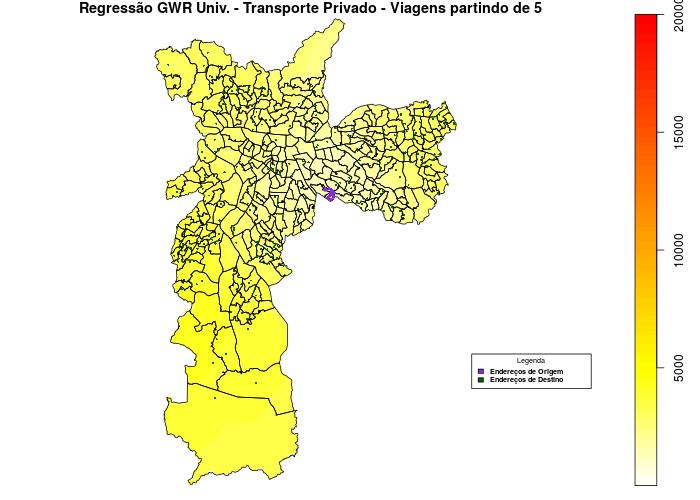 Regressão GWR Univ. - Transporte Privado - Viagens partindo de 5
20000
15000
10000
5000
Legenda
Endereços de Origem
Endereços de Destino